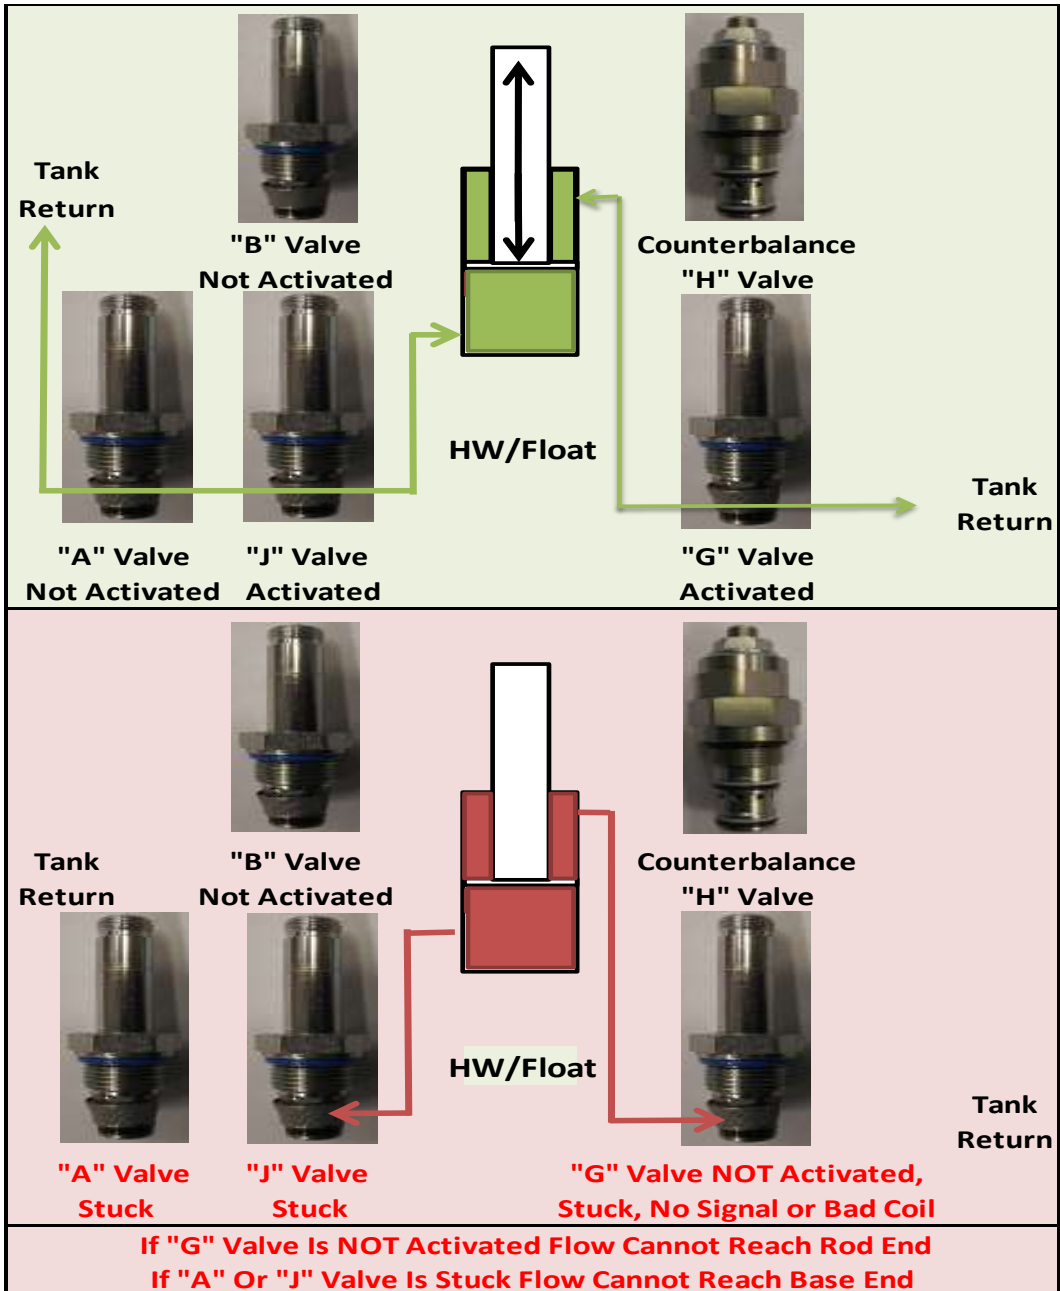 Tank
Return
"B" Valve
Not Activated
Counterbalance
"H" Valve
HW/Float
Tank
Return
"A" Valve
Not Activated
"J" Valve
Activated
"G" Valve
Activated
Tank
Return
"B" Valve
Not Activated
Counterbalance
"H" Valve
HW/Float
Tank
Return
"A" Valve
Stuck
"J" Valve
Stuck
"G" Valve NOT Activated,
Stuck, No Signal or Bad Coil
If "G" Valve Is NOT Activated Flow Cannot Reach Rod End
If "A" Or "J" Valve Is Stuck Flow Cannot Reach Base End